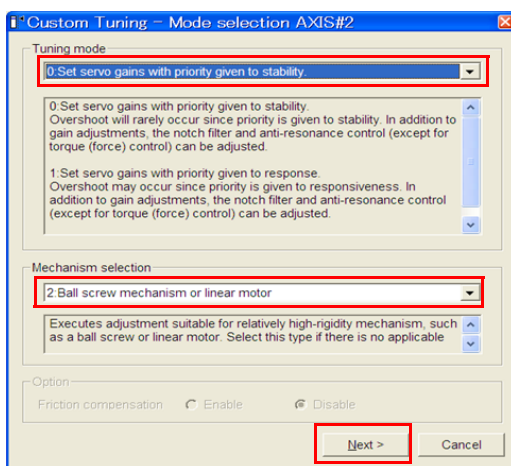 Custom Tuning - Mode selection AXIS#2
Tuning mode
0:Set servo gains with priority given to stability.
0:Set servo gains with priority given to stability.
Overshoot will rarely occur since priority is given to stability. In addition to
gain adjustments, the notch filter and anti-resonance control (except for
torque (force) control) can be adjusted.
1:Set servo gains with priority given to response.
Overshoot may occur since priority is given to responsiveness. In
addition to gain adjustments, the notch filter and anti-resonance control
(except for torque (force) control) can be adjusted.
Mechanism selection
2:Ball screw mechanism or linear motor
Executes adjustment suitable for relatively high-rigidity mechanism, such
as a ball screw or linear motor. Select this type if there is no applicable
Option
Friction compensation Enable Disable
Next > Cancel